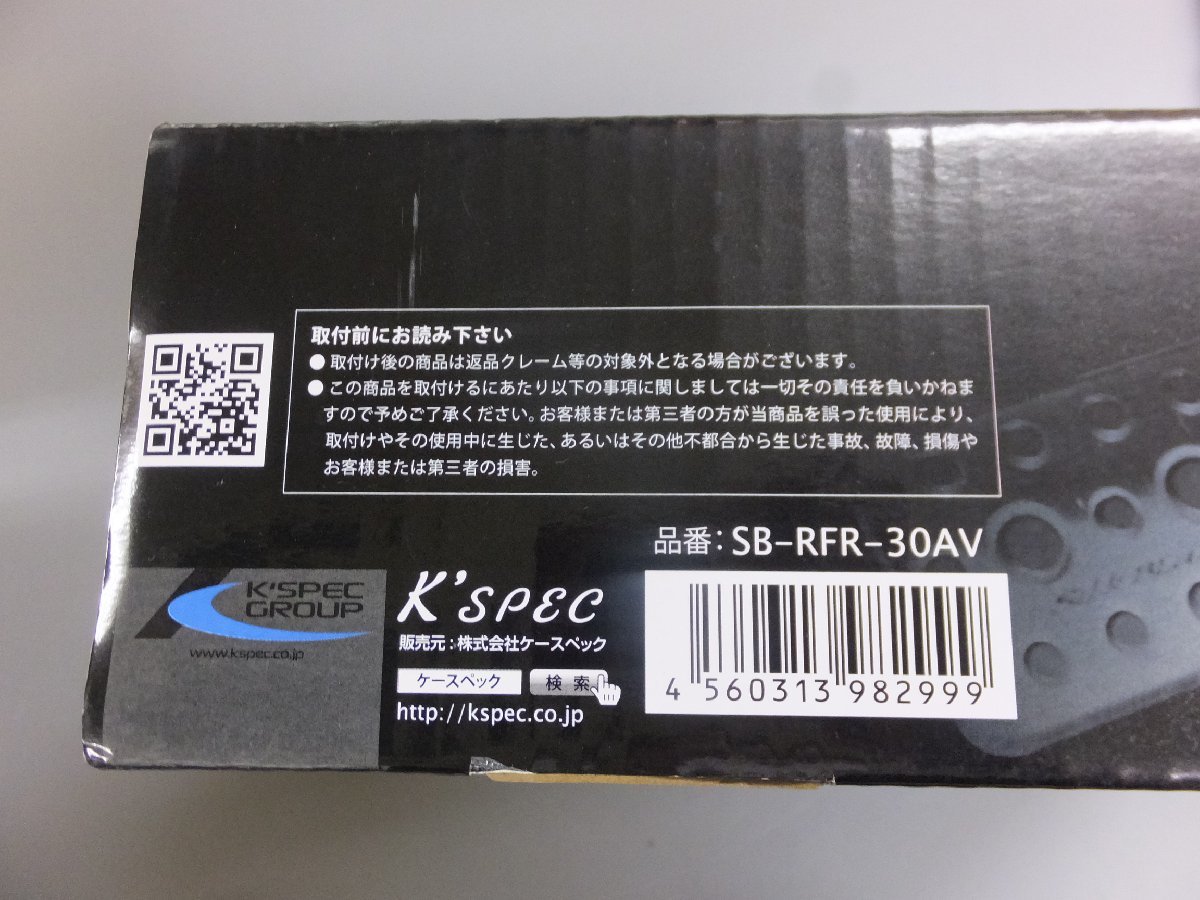 取付前にお読み下さい
● 取付け後の商品は返品クレーム等の対象外となる場合がございます。
● この商品を取付けるにあたり以下の事項に関しましては一切その責任を負いかねま
すので予めご了承ください。お客様または第三者の方が当商品を誤った使用により、
取付けやその使用中に生じた、あるいはその他不都合から生じた事故、故障、損傷や
お客様または第三者の損害。
品番：SB-RFR-30AV
K'SPEC
GROUP
www.kspec.co.jp
K'SPEC
販売元：株式会社ケースペック
ケースペック 検索
http://kspec.co.jp
4 560313 982999